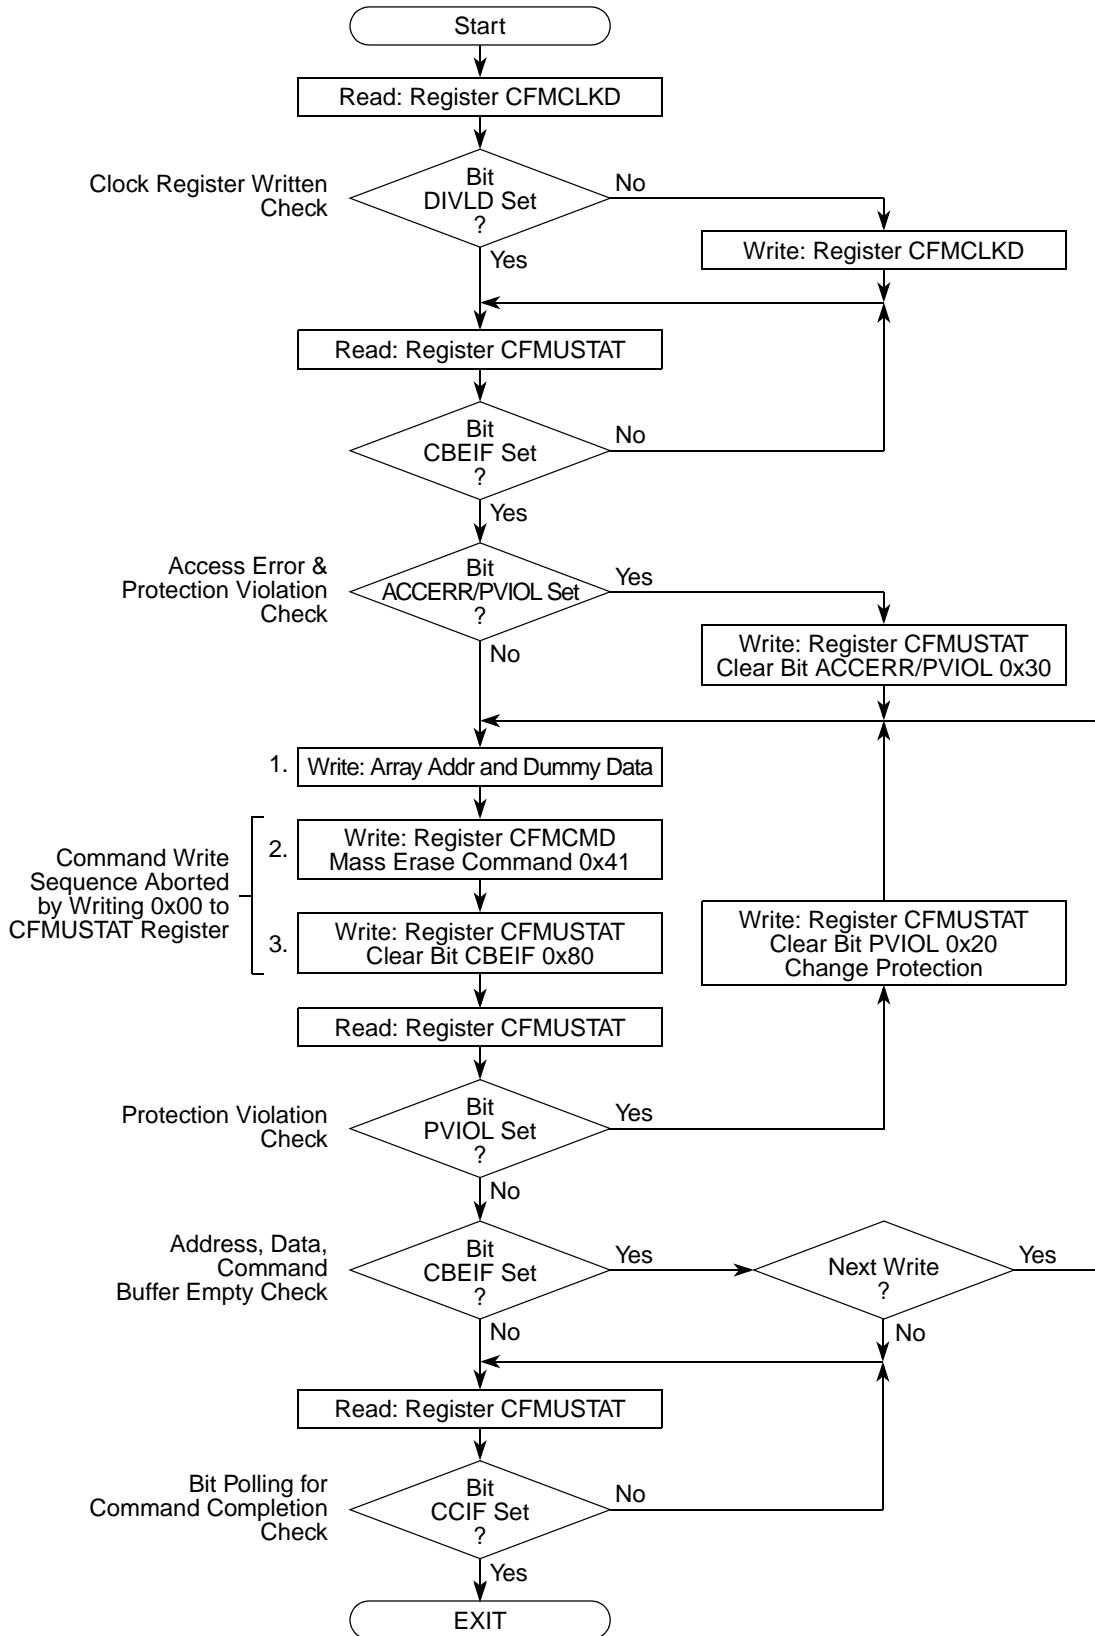 Start
Read: Register CFMCLKD
Clock Register Written
Check
Bit
DIVLD Set
?
No
Yes
Write: Register CFMCLKD
Read: Register CFMUSTAT
Bit
CBEIF Set
?
No
Yes
Access Error &
Protection Violation
Check
Bit
ACCERR/PVIOL Set
?
Yes
No
Write: Register CFMUSTAT
Clear Bit ACCERR/PVIOL 0x30
1.
Write: Array Addr and Dummy Data
Command Write
Sequence Aborted
by Writing 0x00 to
CFMUSTAT Register
2.
Write: Register CFMCMD
Mass Erase Command 0x41
3.
Write: Register CFMUSTAT
Clear Bit CBEIF 0x80
Write: Register CFMUSTAT
Clear Bit PVIOL 0x20
Change Protection
Read: Register CFMUSTAT
Protection Violation
Check
Bit
PVIOL Set
?
Yes
No
Address, Data,
Command
Buffer Empty Check
Bit
CBEIF Set
?
Yes
No
Next Write
?
Yes
No
Read: Register CFMUSTAT
Bit Polling for
Command Completion
Check
Bit
CCIF Set
?
No
Yes
EXIT